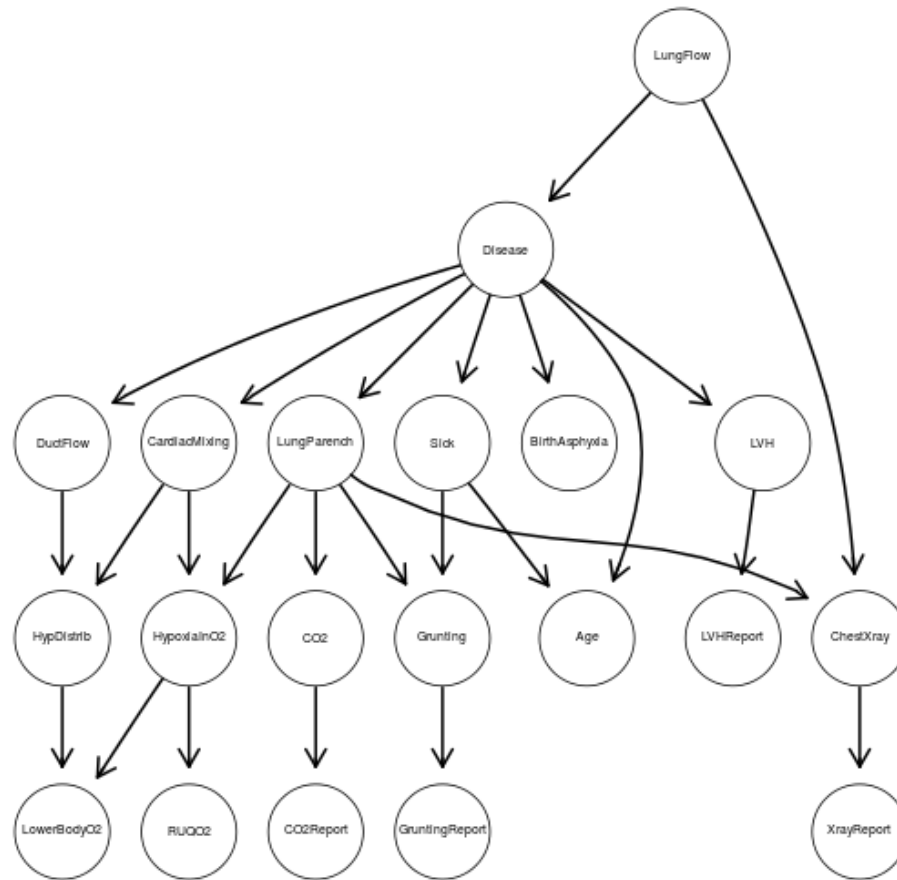 LungFlow
Disease
DuctFlow
CardiacMixing
LungParench
Sick
BirthAsphyxia
LVH
HypDistrib
HypoxiaInO2
CO2
Grunting
Age
LVHReport
ChestXray
LowerBodyO2
RUQO2
CO2Report
GruntingReport
XrayReport